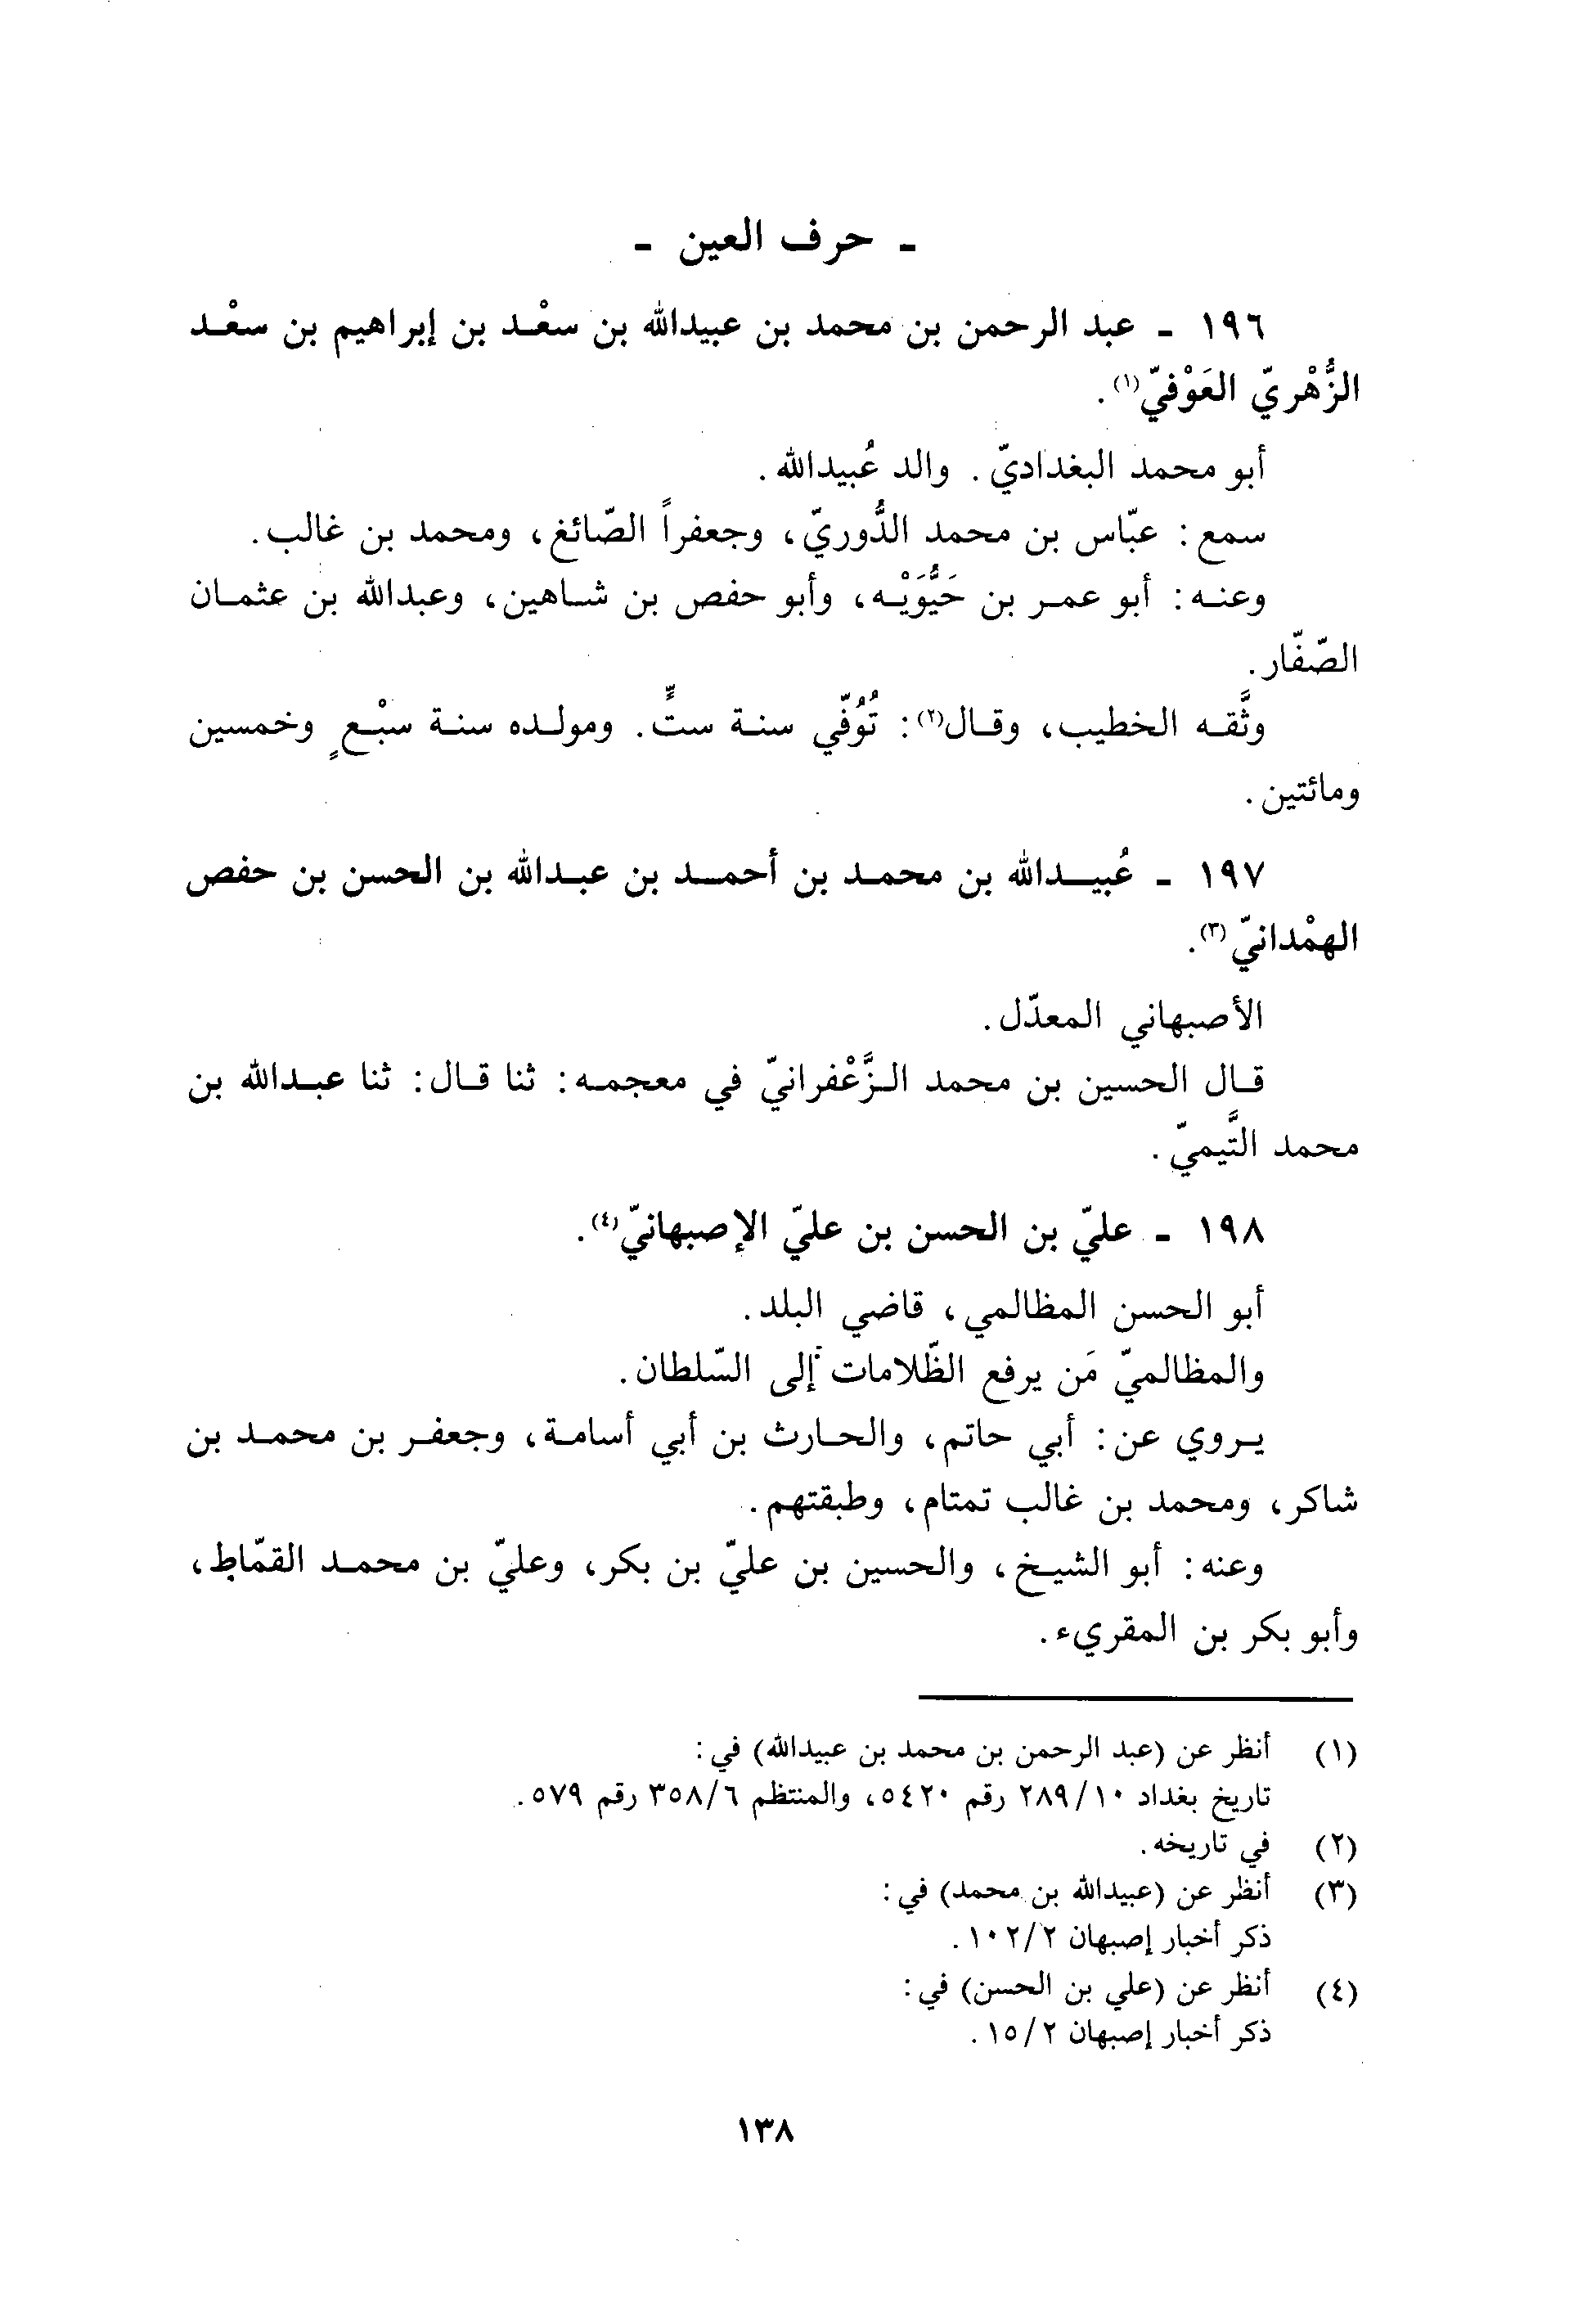 - حرف العين -
١٩٦ - عبد الرحمن بن محمد بن عبيدالله بن سعْد بن إبراهيم بن سعْد
الزُّهْريّ العَوْفيّ(١).
أبو محمد البغداديّ. والد عُبيدالله.
سمع: عبّاس بن محمد الدُّوريّ، وجعفراً الصّائغ، ومحمد بن غالب.
وعنه: أبو عمر بن حَيُّوَيْه، وأبو حفص بن شاهين، وعبدالله بن عثمان
الصّفّار.
وثَّقه الخطيب، وقال(٢): تُوُفّي سنة ستٍّ. ومولده سنة سبْعٍ وخمسين
ومائتين.
١٩٧ - عُبيدالله بن محمد بن أحمد بن عبدالله بن الحسن بن حفص
الهمْدانيّ(٣).
الأصبهاني المعدّل.
قال الحسين بن محمد الزَّعْفرانيّ في معجمه: ثنا قال: ثنا عبدالله بن
محمد التَّيميّ.
١٩٨ - عليّ بن الحسن بن عليّ الإصبهانيّ(٤).
أبو الحسن المظالمي، قاضي البلد.
والمظالميّ مَن يرفع الظّلامات إلى السّلطان.
يروي عن: أبي حاتم، والحارث بن أبي أسامة، وجعفر بن محمد بن
شاكر، ومحمد بن غالب تمتام، وطبقتهم.
وعنه: أبو الشيخ، والحسين بن عليّ بن بكر، وعليّ بن محمد القمّاط،
وأبو بكر بن المقريء.
(١) أنظر عن (عبد الرحمن بن محمد بن عبيدالله) في:
تاريخ بغداد ٢٨٩/١٠ رقم ٥٤٢٠، والمنتظم ٣٥٨/٦ رقم ٥٧٩.
(٢) في تاريخه.
(٣) أنظر عن (عبيدالله بن محمد) في:
ذكر أخبار إصبهان ١٠٢/٢.
(٤) أنظر عن (علي بن الحسن) في:
ذكر أخبار إصبهان ١٥/٢.
١٣٨